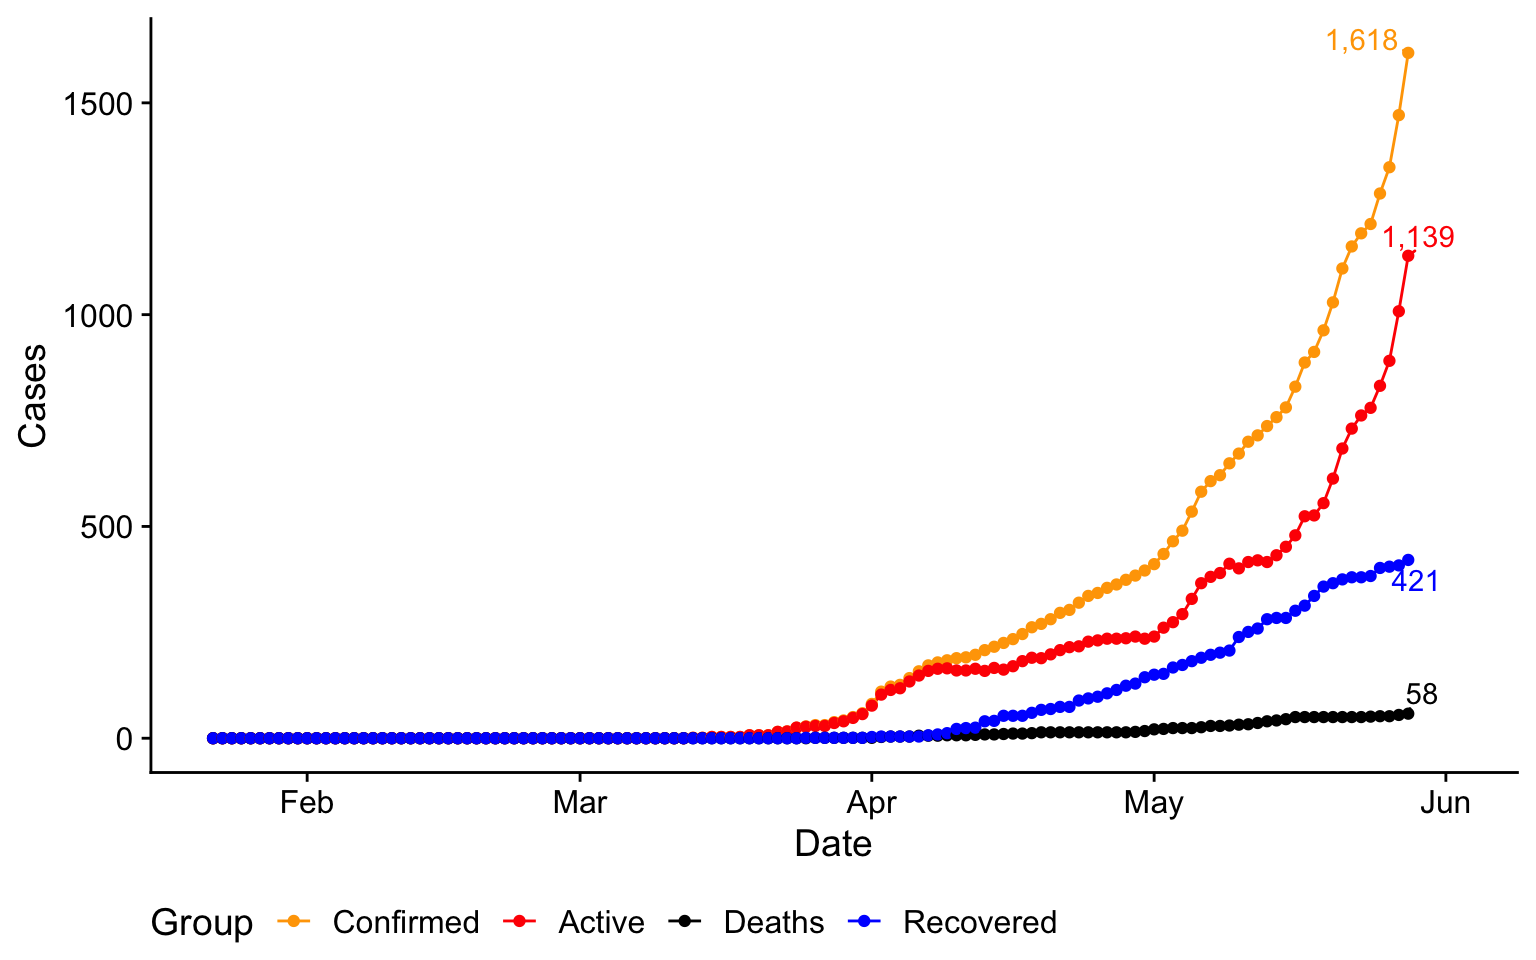 1,618
1500
1,139
1000
Cases
500
421
58
0
Feb Mar Apr May Jun
Date
Group Confirmed Active Deaths Recovered